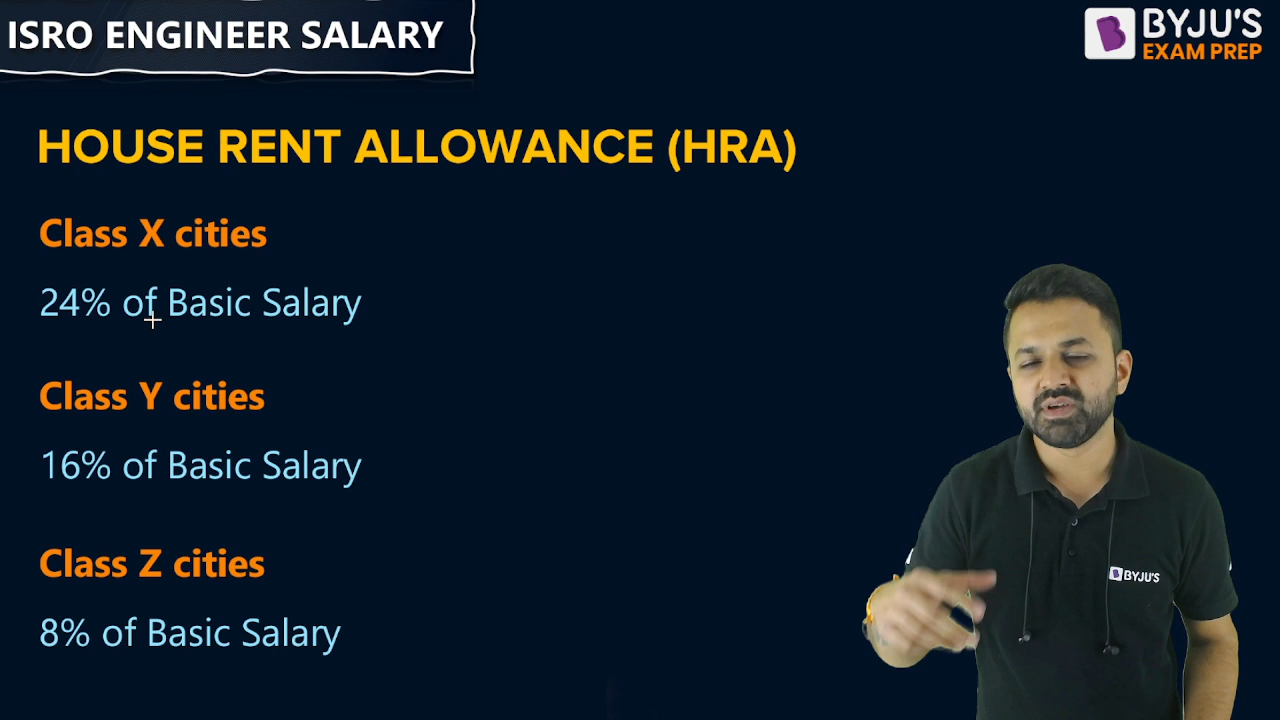 ISRO ENGINEER SALARY
BYJU'S
EXAM PREP
HOUSE RENT ALLOWANCE (HRA)
Class X cities
24% of Basic Salary
Class Y cities
16% of Basic Salary
Class Z cities
8% of Basic Salary
BYJU'S